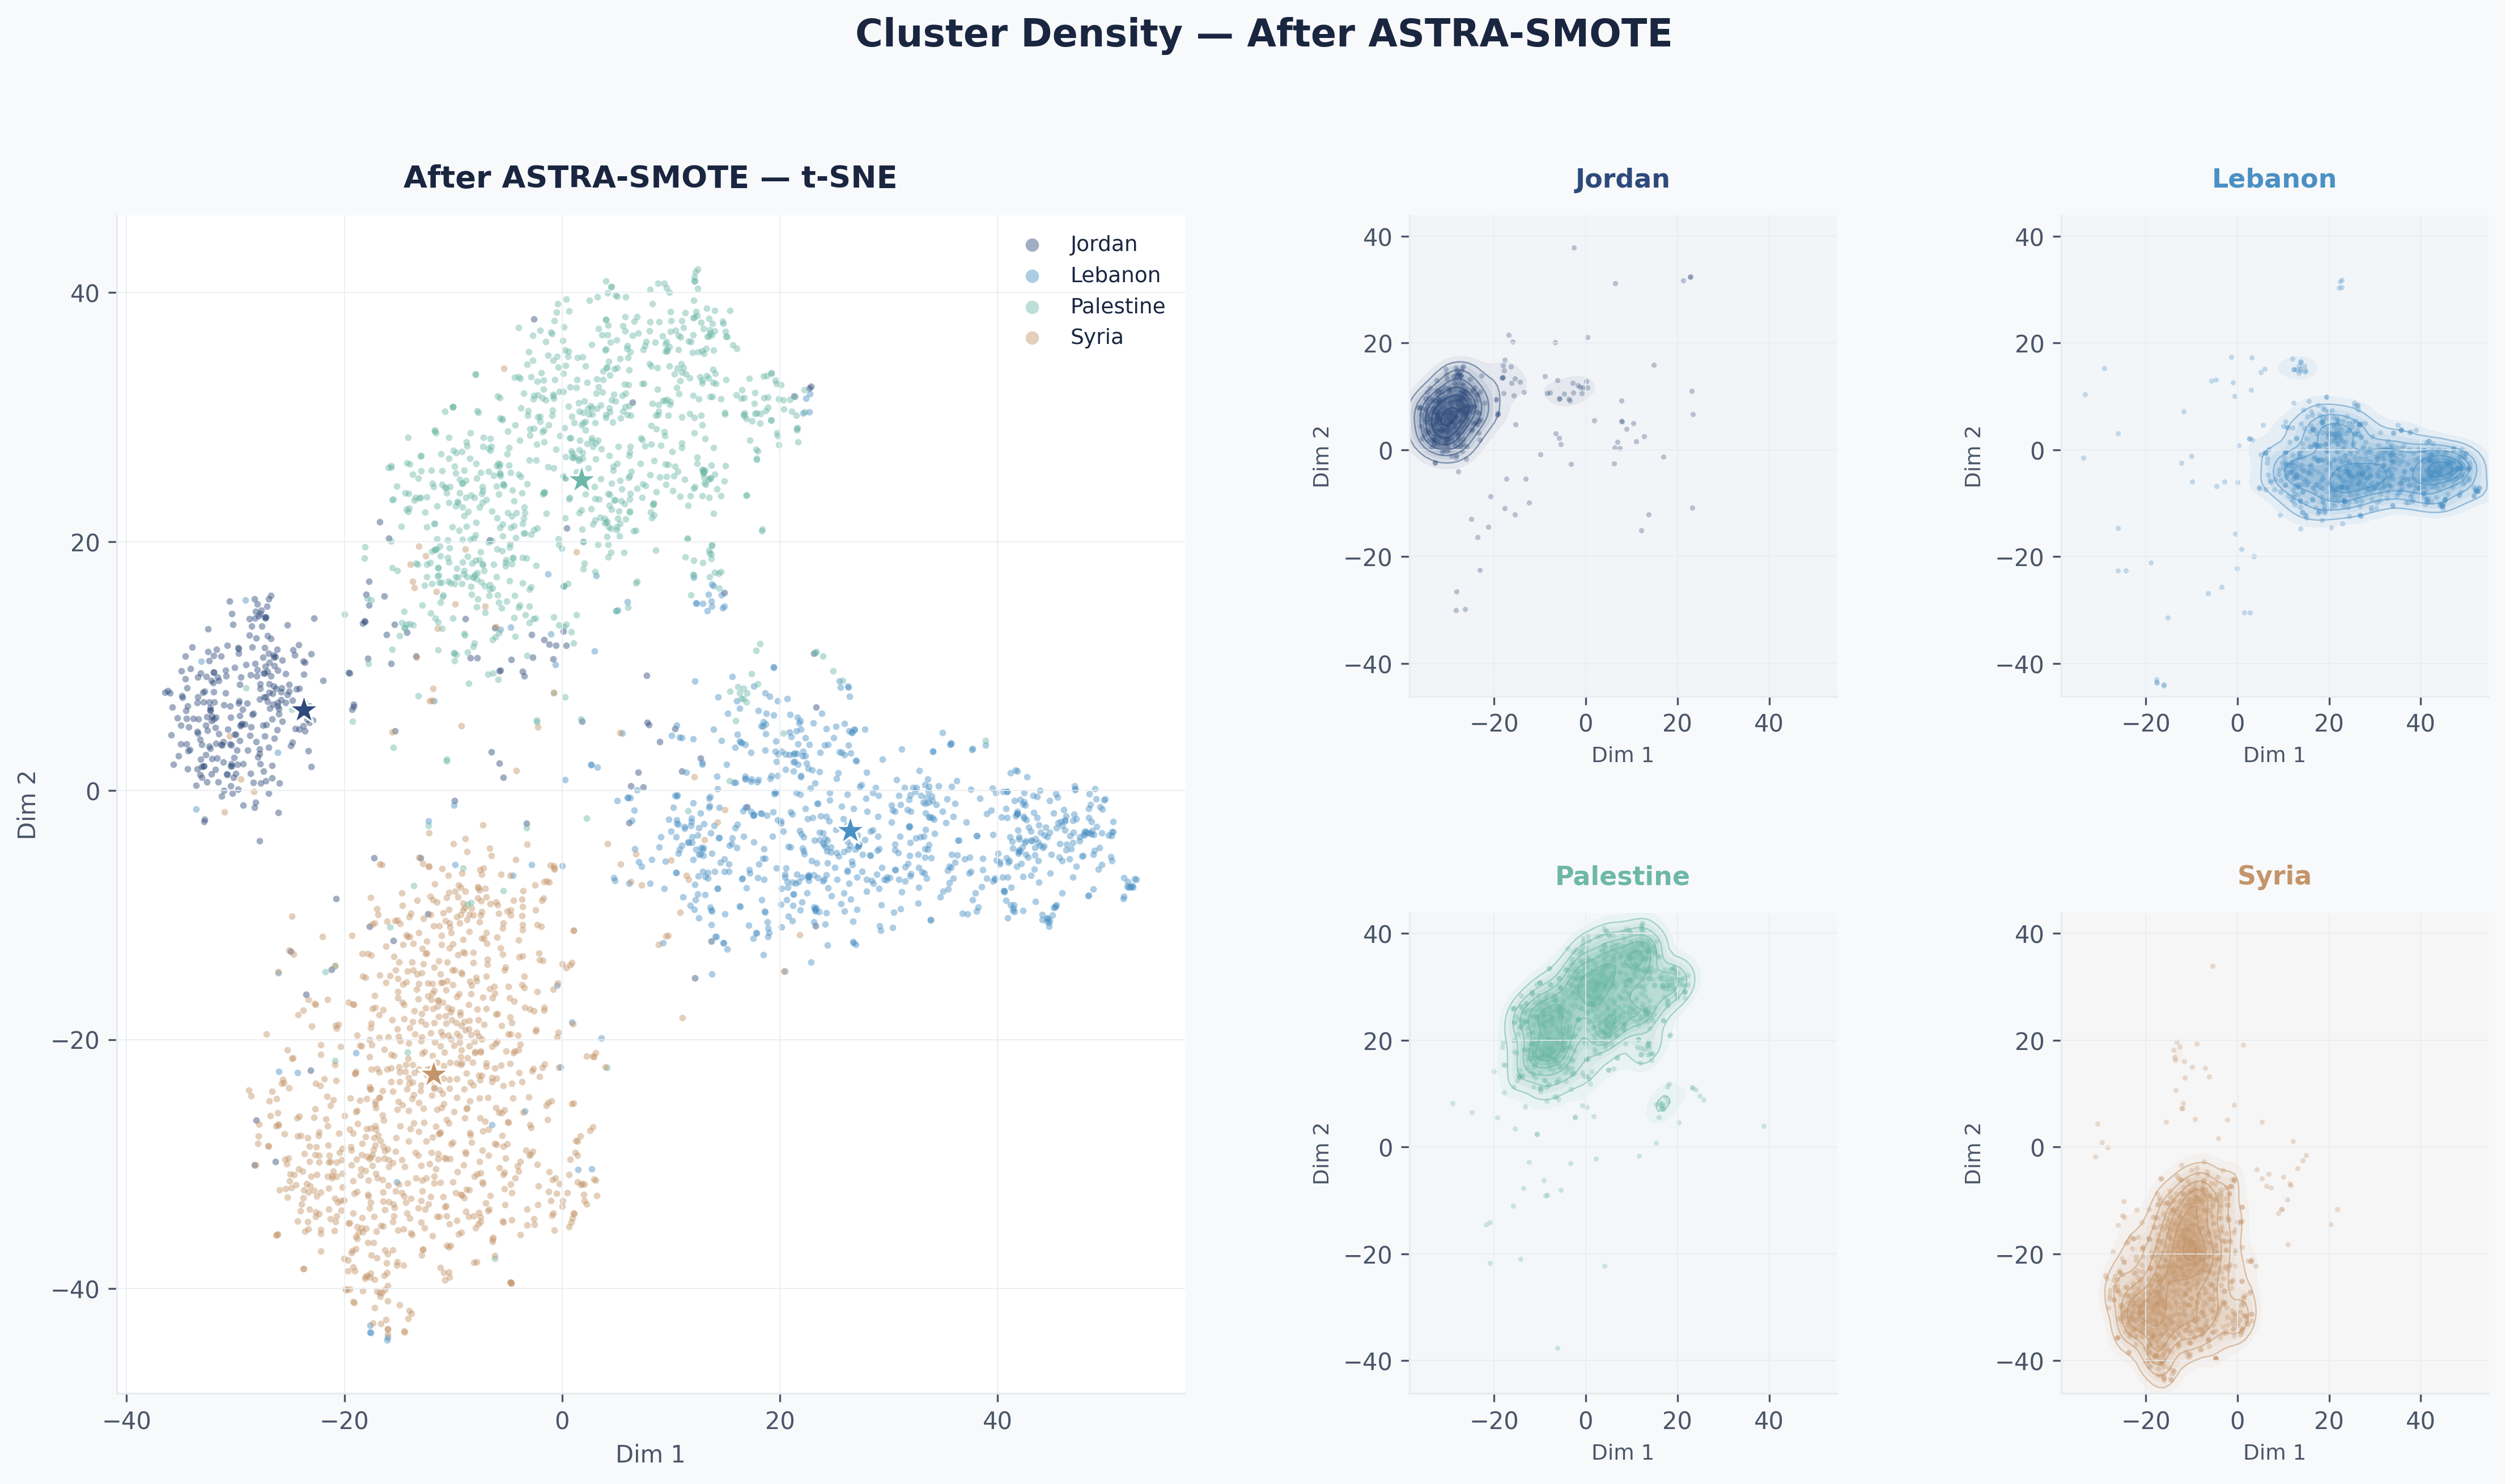 Cluster Density — After ASTRA-SMOTE
After ASTRA-SMOTE — t-SNE
Jordan
Lebanon
Palestine
Syria
40
20
0
−20
−40
Dim 2
−40 −20 0 20 40
Dim 1
Jordan
40
20
0
−20
−40
Dim 2
−20 0 20 40
Dim 1
Lebanon
40
20
0
−20
−40
Dim 2
−20 0 20 40
Dim 1
Palestine
40
20
0
−20
−40
Dim 2
−20 0 20 40
Dim 1
Syria
40
20
0
−20
−40
Dim 2
−20 0 20 40
Dim 1